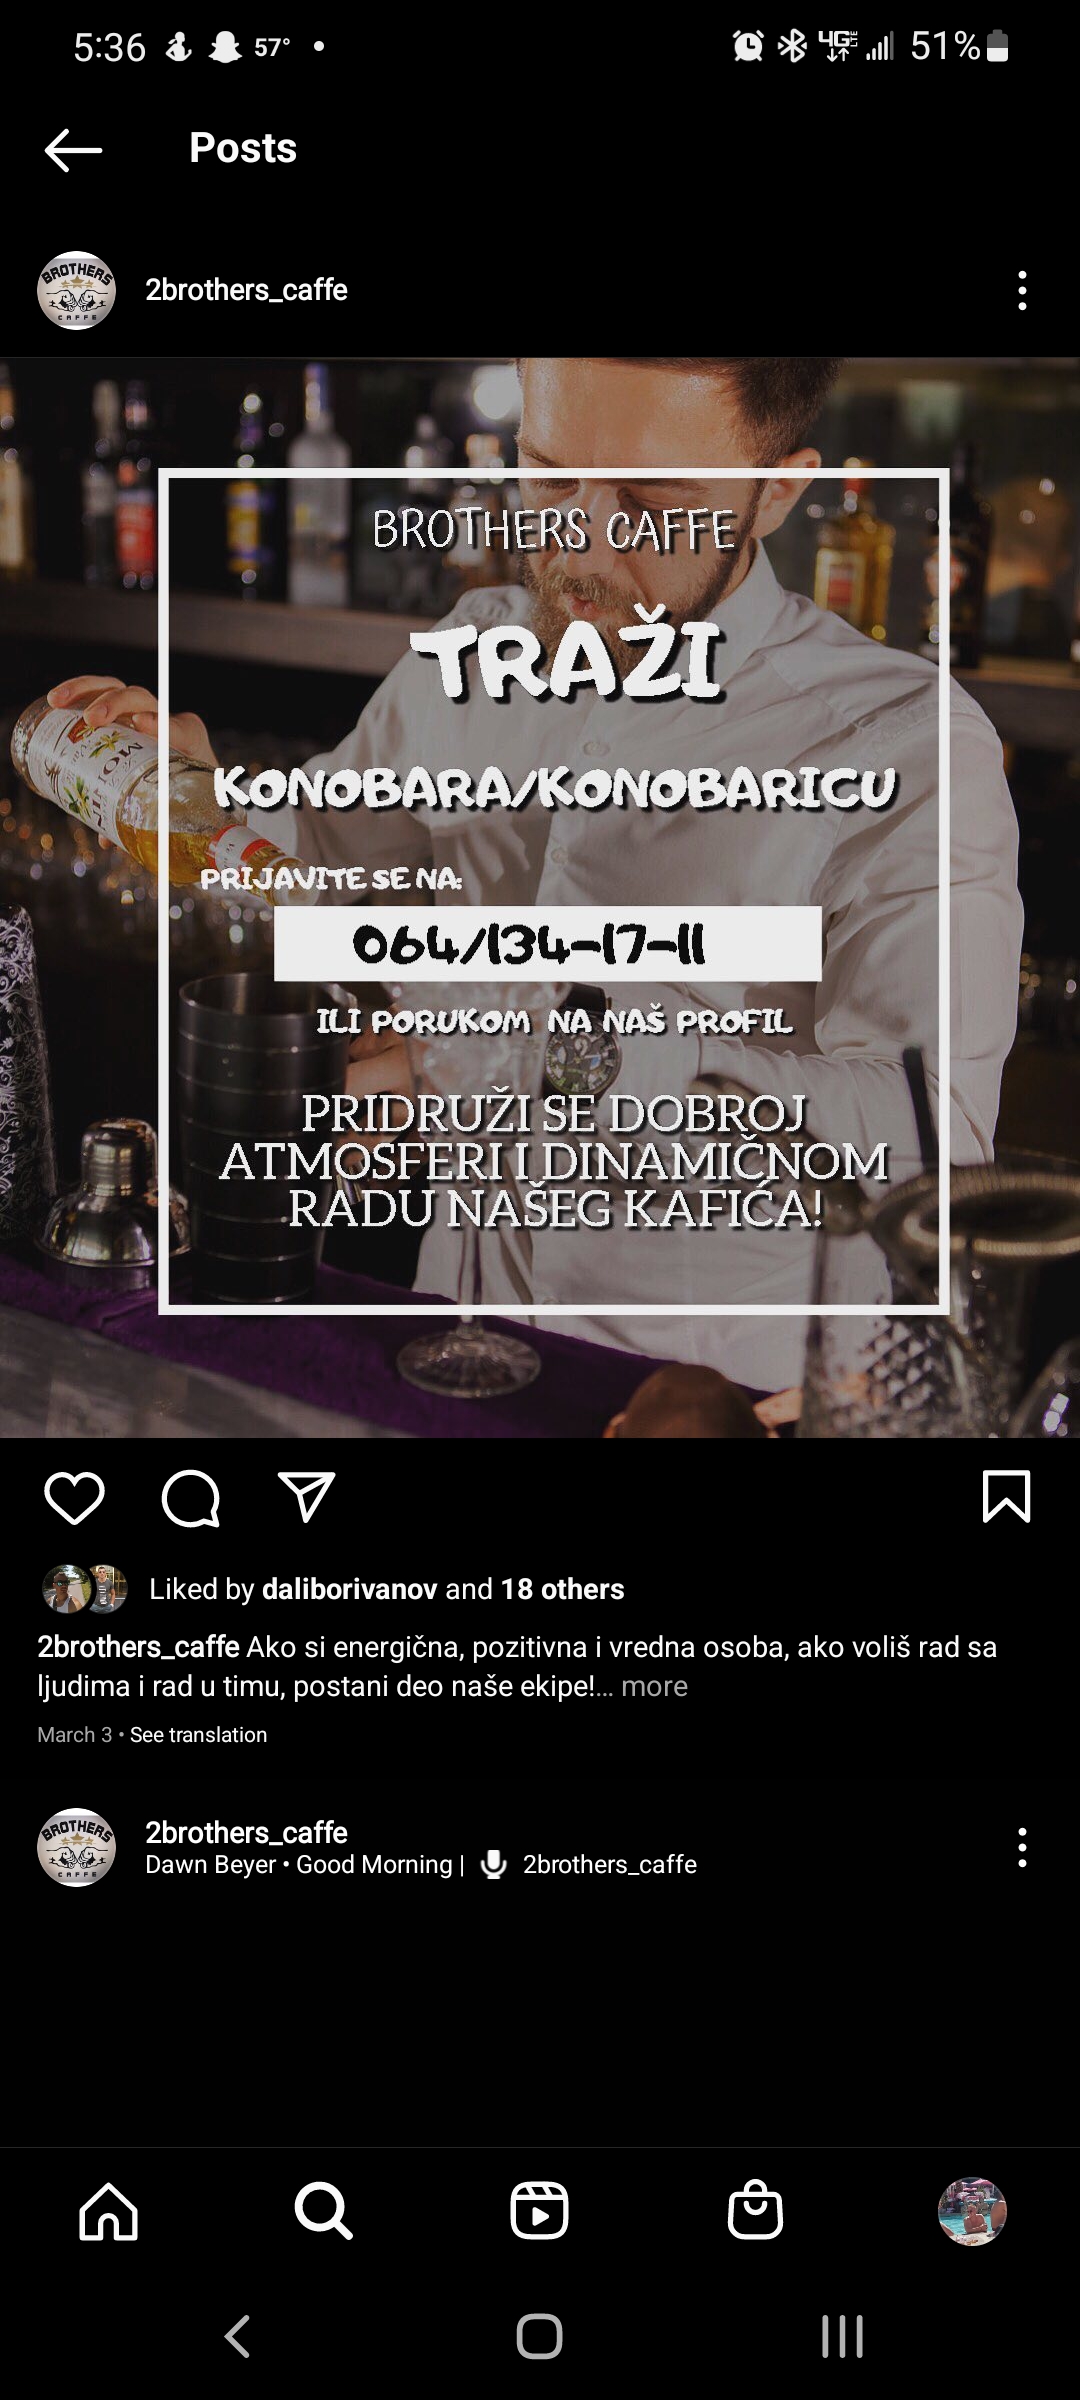 5:36 57° • 4G LTE 51%
Posts
BROTHERS CAFFE
2brothers_caffe
BROTHERS CAFFE
TRAŽI
KONOBARA/KONOBARICU
PRIJAVITE SE NA:
064/134-17-11
ILI PORUKOM NA NAŠ PROFIL
PRIDRUŽI SE DOBROJ
ATMOSFERI I DINAMIČNOM
RADU NAŠEG KAFIĆA!
Liked by daliborivanov and 18 others
2brothers_caffe Ako si energična, pozitivna i vredna osoba, ako voliš rad sa
ljudima i rad u timu, postani deo naše ekipe!... more
March 3 • See translation
BROTHERS CAFFE
2brothers_caffe
Dawn Beyer • Good Morning | 2brothers_caffe